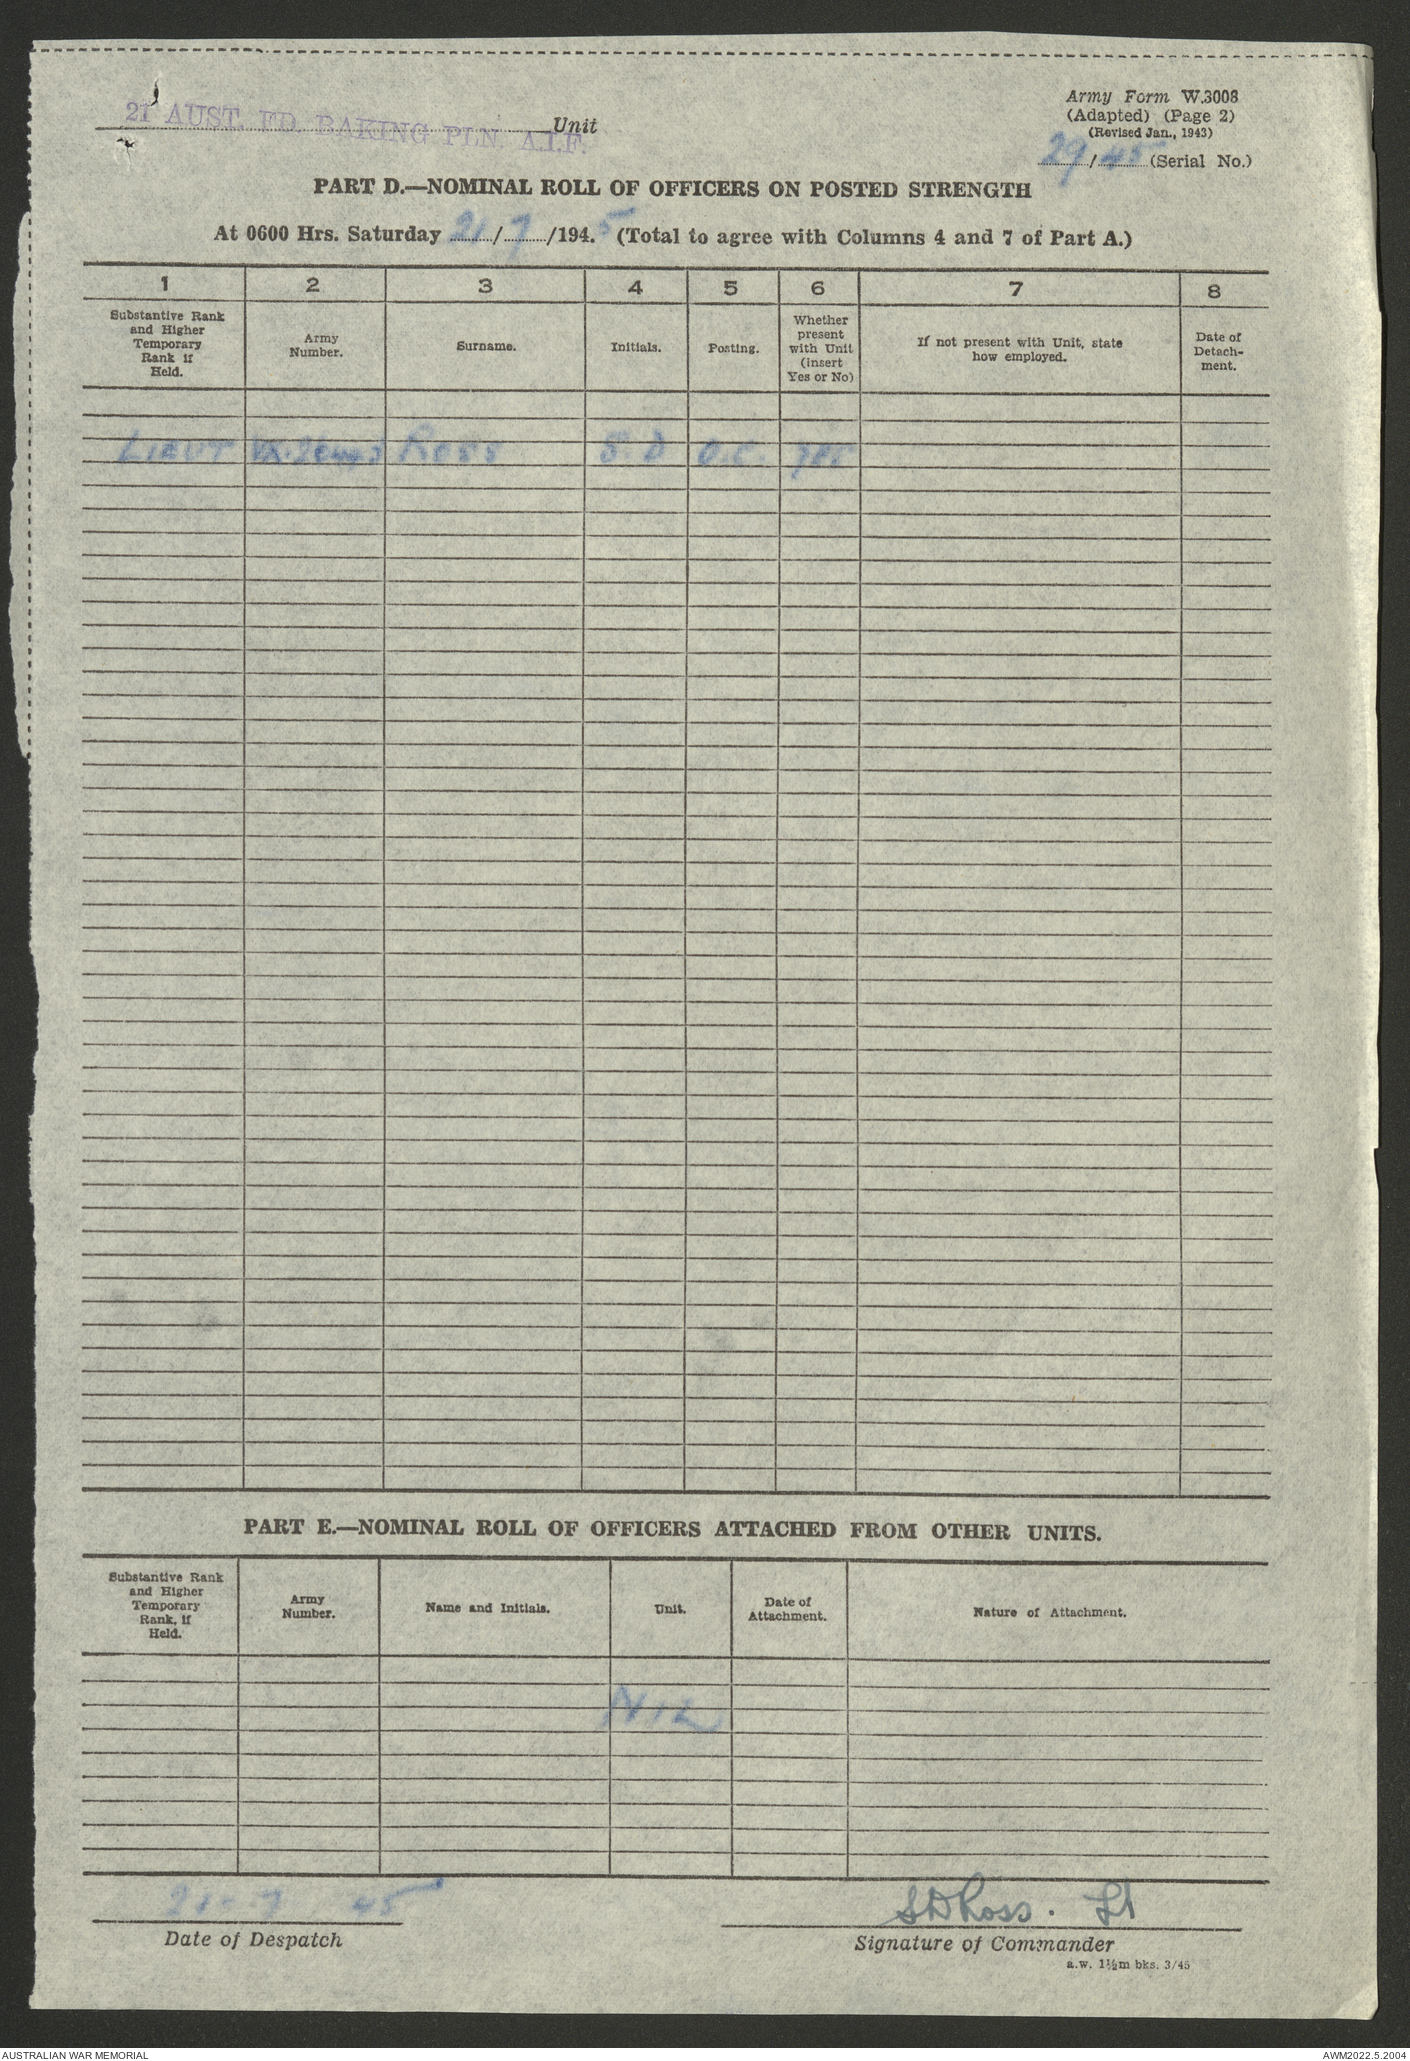 21 AUST. FD. BAKING PLN. A.I.F. Unit
Army Form W.3008
(Adapted) (Page 2)
(Revised Jan., 1943)
29/45 (Serial No.)
PART D.—NOMINAL ROLL OF OFFICERS ON POSTED STRENGTH
At 0600 Hrs. Saturday 21/7/1945 (Total to agree with Columns 4 and 7 of Part A.)
1 2 3 4 5 6 7 8
Substantive Rank
and Higher
Temporary
Rank if
Held.
Army
Number.
Surname.
Initials.
Posting.
Whether
present
with Unit
(insert
Yes or No)
If not present with Unit, state
how employed.
Date of
Detach-
ment.
LIEUT Ross S. D O.C. yes
PART E.—NOMINAL ROLL OF OFFICERS ATTACHED FROM OTHER UNITS.
Substantive Rank
and Higher
Temporary
Rank, if
Held.
Army
Number.
Name and Initials.
Unit.
Date of
Attachment.
Nature of Attachment.
NIL
21-7 45
Date of Despatch
SDRoss. Lt
Signature of Commander
a.w. 1½m bks. 3/45
AUSTRALIAN WAR MEMORIAL
AWM2022.5.2004